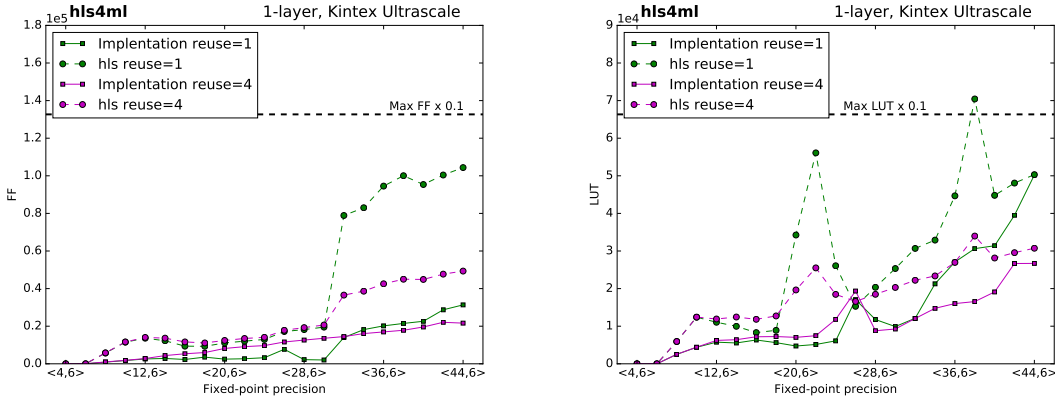 hls4ml
1-layer, Kintex Ultrascale
1e5
Implentation reuse=1
hls reuse=1
Implentation reuse=4
hls reuse=4
Max FF x 0.1
1.8
1.6
1.4
1.2
1.0
0.8
0.6
0.4
0.2
0.0
FF
<4,6>
<12,6>
<20,6>
<28,6>
<36,6>
<44,6>
Fixed-point precision
hls4ml
1-layer, Kintex Ultrascale
1e4
Implentation reuse=1
hls reuse=1
Implentation reuse=4
hls reuse=4
Max LUT x 0.1
9
8
7
6
5
4
3
2
1
0
LUT
<4,6>
<12,6>
<20,6>
<28,6>
<36,6>
<44,6>
Fixed-point precision